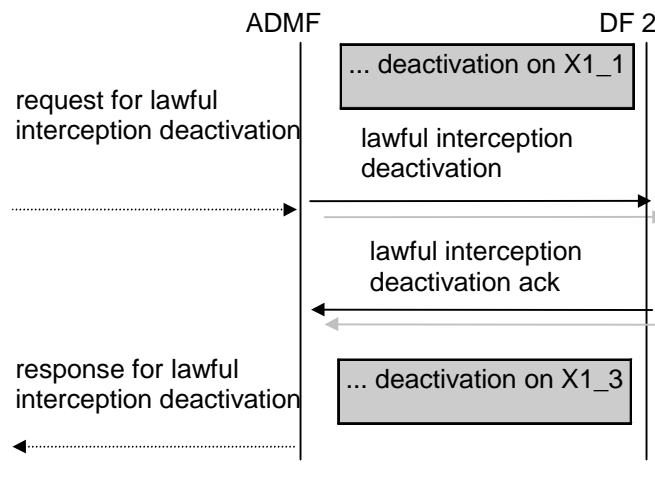 ADMF
DF 2
... deactivation on X1_1
request for lawful
interception deactivation
lawful interception
deactivation
lawful interception
deactivation ack
response for lawful
interception deactivation
... deactivation on X1_3